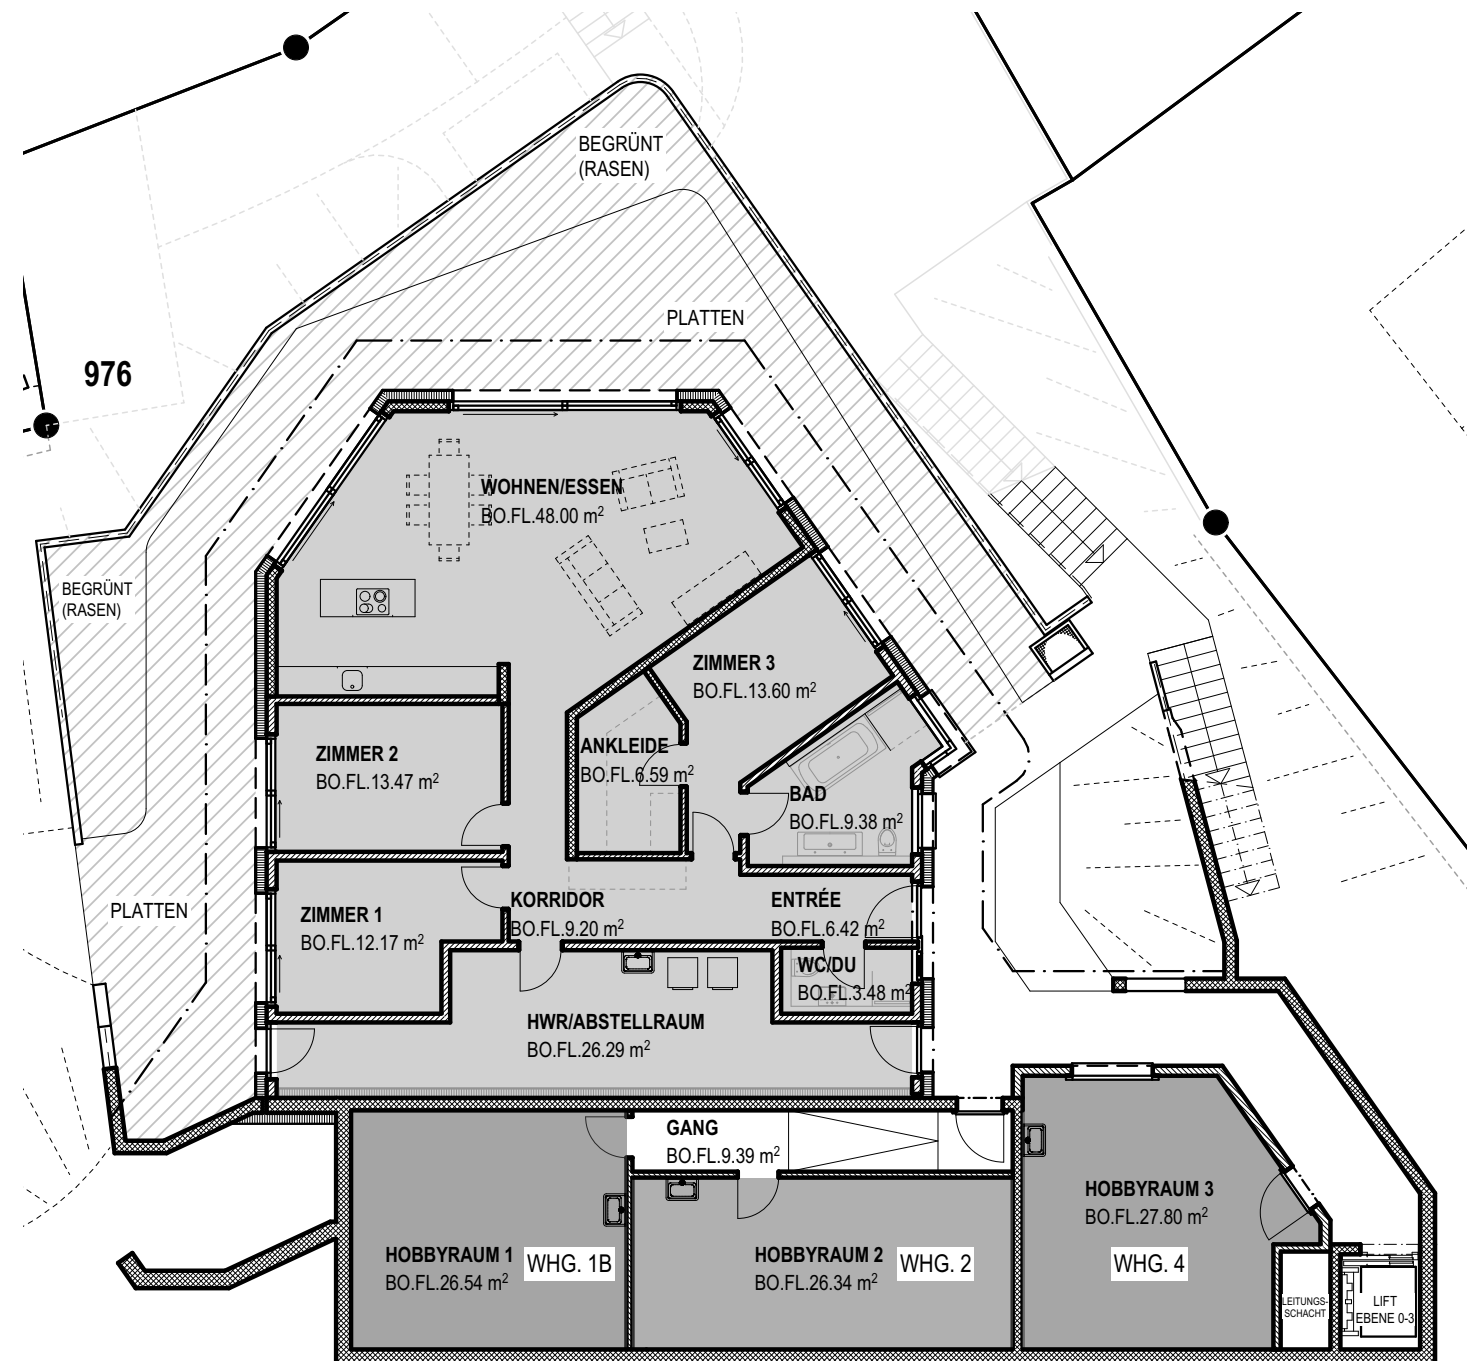 BEGRÜNT
(RASEN)
PLATTEN
976
WOHNEN/ESSEN
BO.FL.48.00 m²
BEGRÜNT
(RASEN)
ZIMMER 3
BO.FL.13.60 m²
ZIMMER 2
BO.FL.13.47 m²
ANKLEIDE
BO.FL.6.59 m²
BAD
BO.FL.9.38 m²
PLATTEN
ZIMMER 1
BO.FL.12.17 m²
KORRIDOR
BO.FL.9.20 m²
ENTRÉE
BO.FL.6.42 m²
WC/DU
BO.FL.3.48 m²
HWR/ABSTELLRAUM
BO.FL.26.29 m²
GANG
BO.FL.9.39 m²
HOBBYRAUM 3
BO.FL.27.80 m²
WHG. 4
HOBBYRAUM 1
BO.FL.26.54 m²
WHG. 1B
HOBBYRAUM 2
BO.FL.26.34 m²
WHG. 2
LEITUNGS-
SCHACHT
LIFT
EBENE 0-3